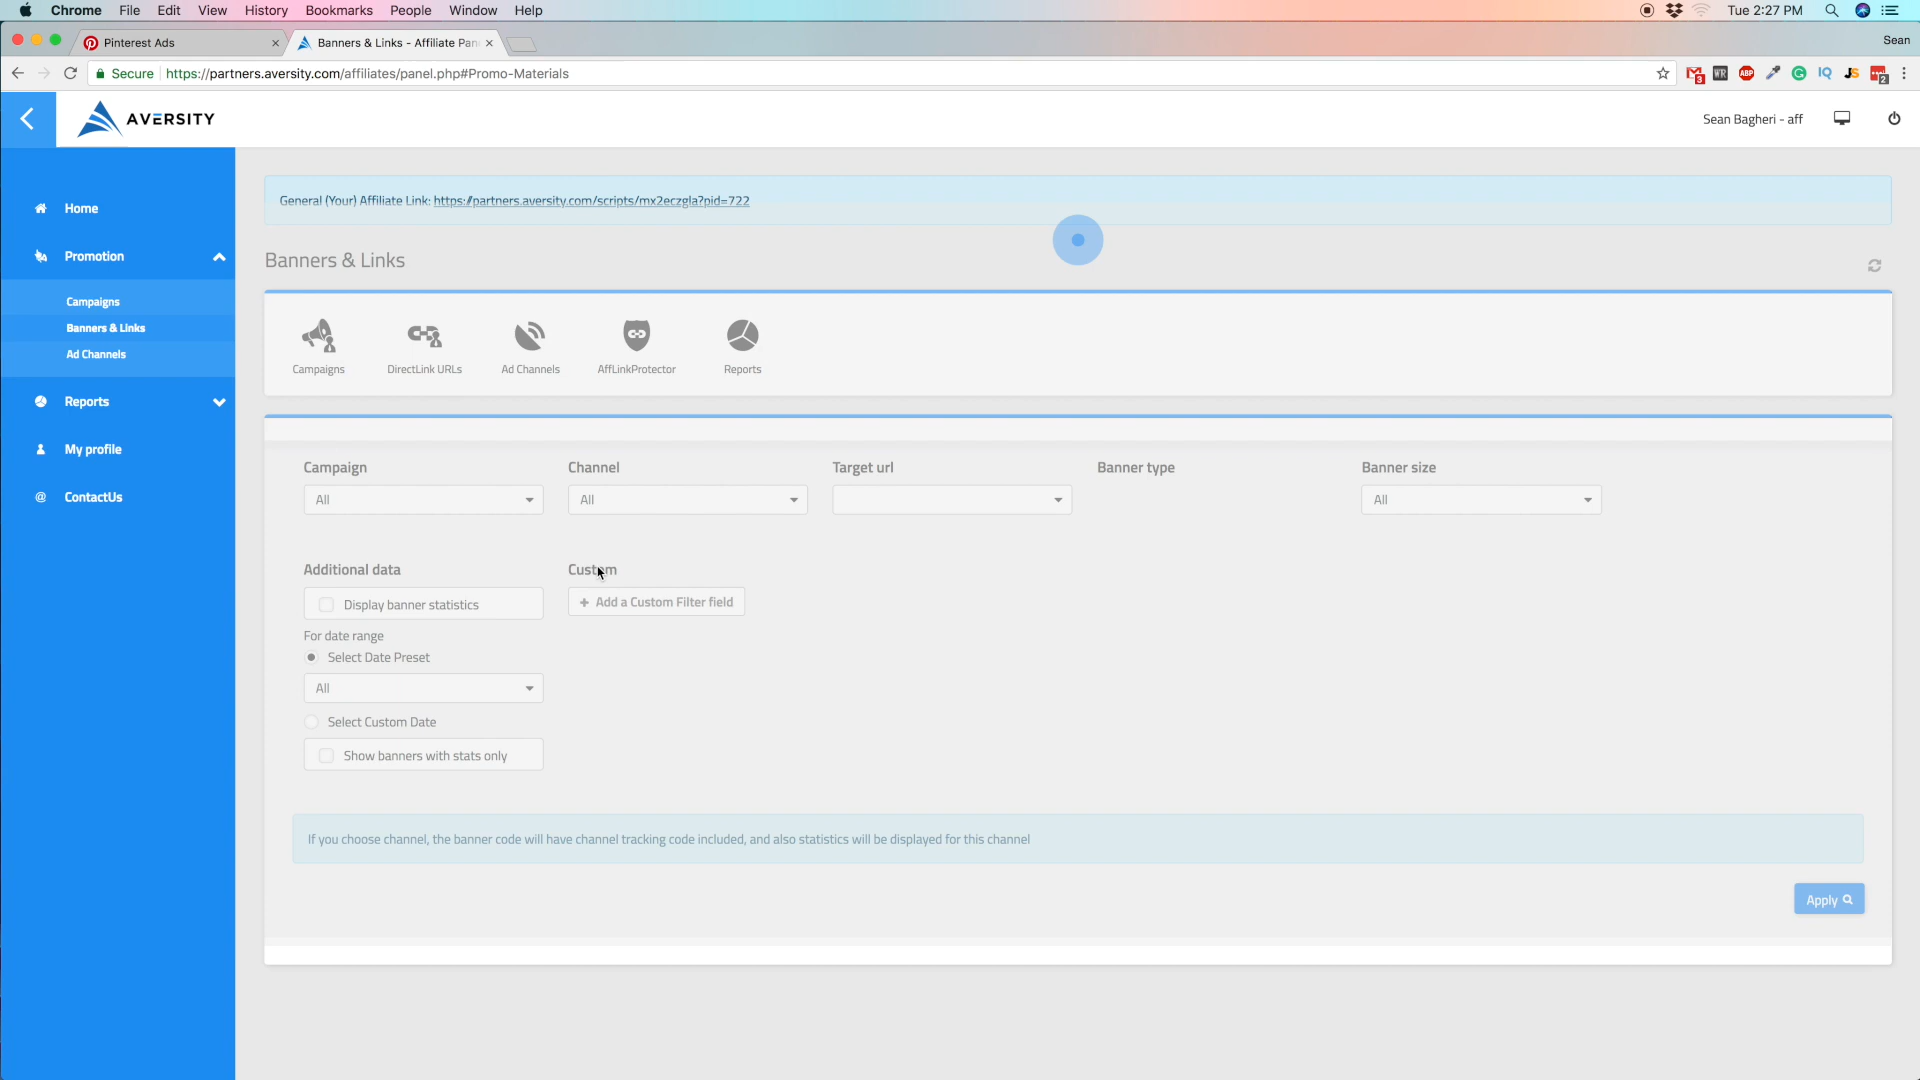 Chrome File Edit View History Bookmarks People Window Help Tue 2:27 PM
Pinterest Ads Banners & Links - Affiliate Pan Sean
Secure https://partners.aversity.com/affiliates/panel.php#Promo-Materials
3 WR ABP IQ JS 2
AVERSITY Sean Bagheri - aff
Home
Promotion
Campaigns
Banners & Links
Ad Channels
Reports
My profile
@ ContactUs
General (Your) Affiliate Link: https://partners.aversity.com/scripts/mx2eczgla?pid=722
Banners & Links
Campaigns DirectLink URLs Ad Channels AffLinkProtector Reports
Campaign Channel Target url Banner type Banner size
All All All
Additional data Custom
Display banner statistics + Add a Custom Filter field
For date range
Select Date Preset
All
Select Custom Date
Show banners with stats only
If you choose channel, the banner code will have channel tracking code included, and also statistics will be displayed for this channel
Apply